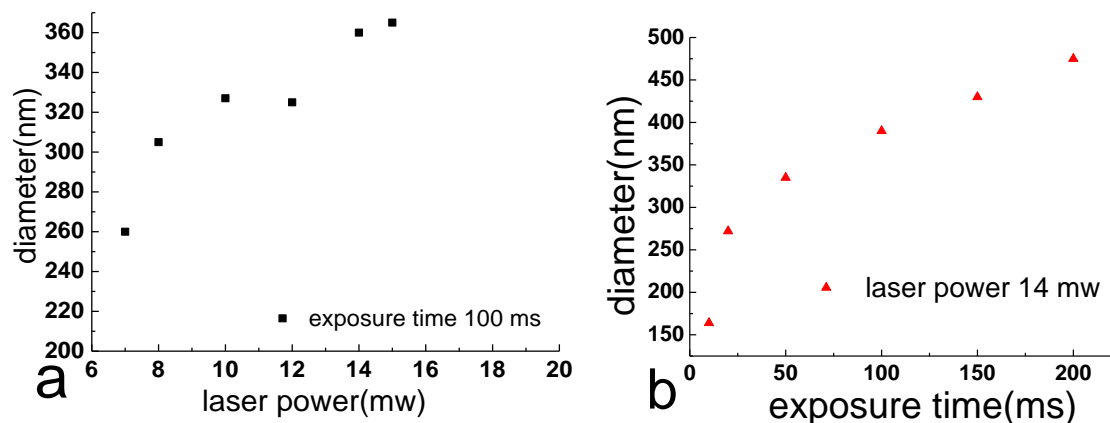 360
340
320
300
280
260
240
220
200
diameter(nm)
exposure time 100 ms
6 8 10 12 14 16 18 20
laser power(mw)
a
500
450
400
350
300
250
200
150
diameter(nm)
laser power 14 mw
0 50 100 150 200
exposure time(ms)
b